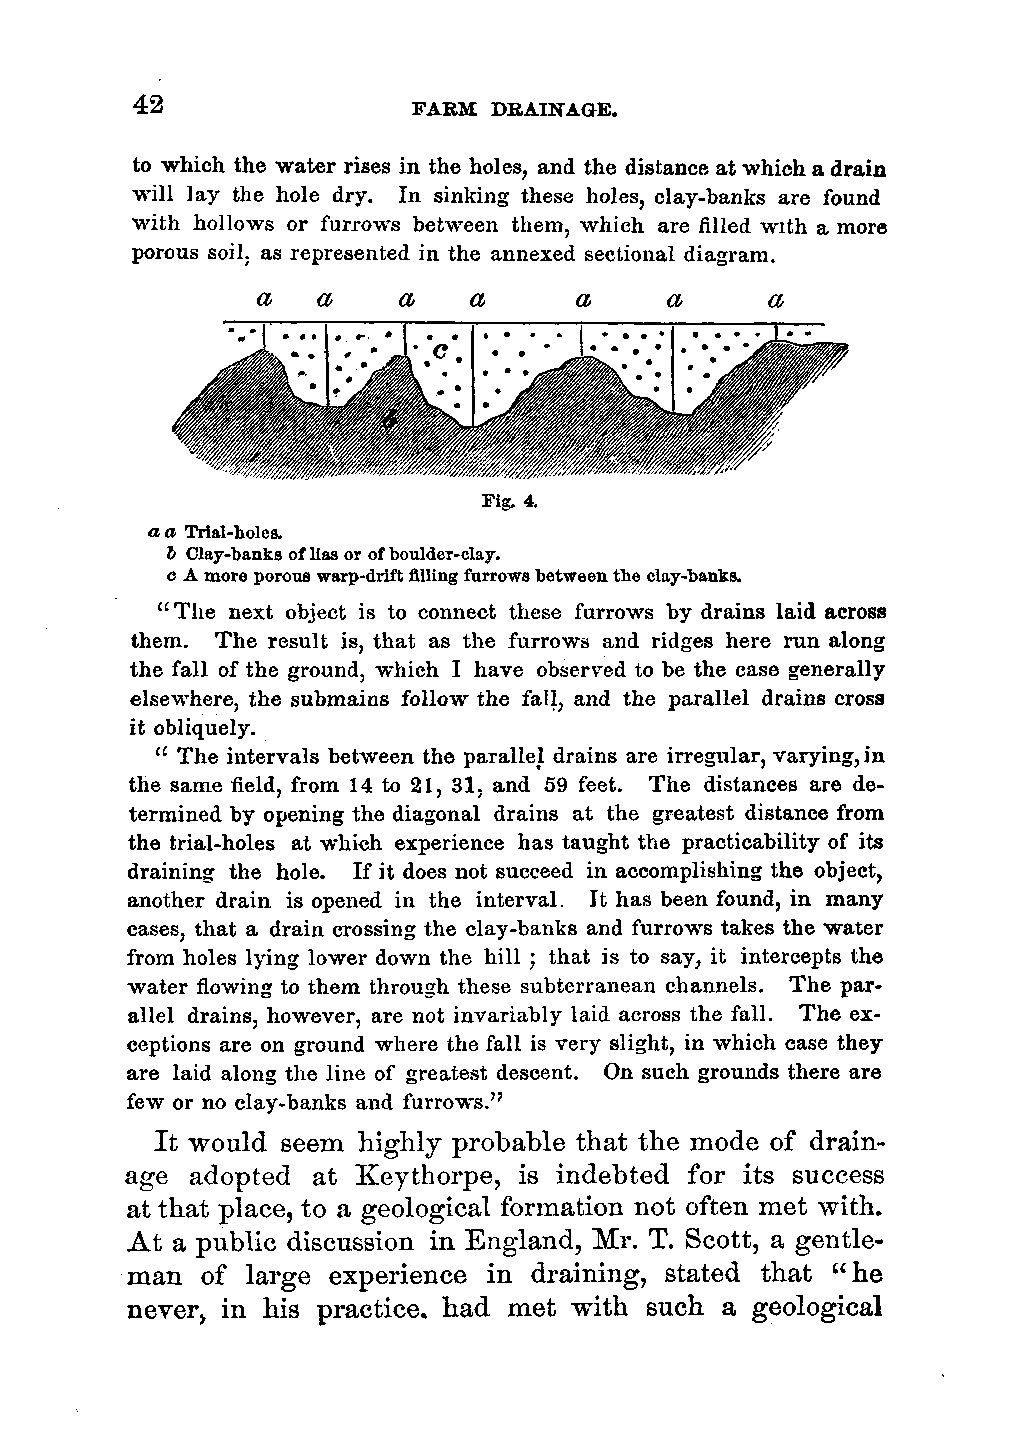 42 FARM DRAINAGE.
to which the water rises in the holes, and the distance at which a drain
will lay the hole dry. In sinking these holes, clay-banks are found
with hollows or furrows between them, which are filled with a more
porous soil, as represented in the annexed sectional diagram.
a a a a a a a
c
b
Fig. 4.
a a Trial-holes.
b Clay-banks of lias or of boulder-clay.
c A more porous warp-drift filling furrows between the clay-banks.
"The next object is to connect these furrows by drains laid across
them. The result is, that as the furrows and ridges here run along
the fall of the ground, which I have observed to be the case generally
elsewhere, the submains follow the fall, and the parallel drains cross
it obliquely.
"The intervals between the parallel drains are irregular, varying, in
the same field, from 14 to 21, 31, and 59 feet. The distances are de-
termined by opening the diagonal drains at the greatest distance from
the trial-holes at which experience has taught the practicability of its
draining the hole. If it does not succeed in accomplishing the object,
another drain is opened in the interval. It has been found, in many
cases, that a drain crossing the clay-banks and furrows takes the water
from holes lying lower down the hill; that is to say, it intercepts the
water flowing to them through these subterranean channels. The par-
allel drains, however, are not invariably laid across the fall. The ex-
ceptions are on ground where the fall is very slight, in which case they
are laid along the line of greatest descent. On such grounds there are
few or no clay-banks and furrows."
It would seem highly probable that the mode of drain-
age adopted at Keythorpe, is indebted for its success
at that place, to a geological formation not often met with.
At a public discussion in England, Mr. T. Scott, a gentle-
man of large experience in draining, stated that "he
never, in his practice. had met with such a geological